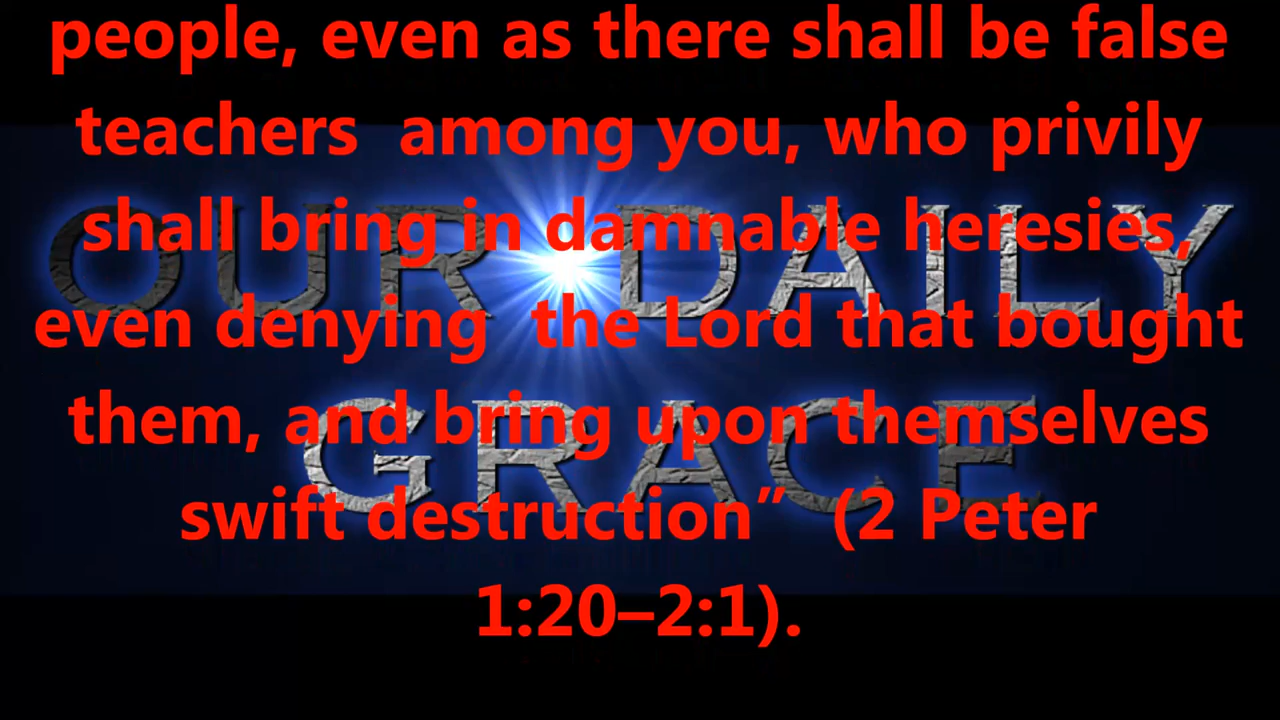 people, even as there shall be false
teachers  among you, who privily
shall bring in damnable heresies,
even denying  the Lord that bought
them, and bring upon themselves
swift destruction”  (2 Peter
1:20–2:1).
OUR DAILY
GRACE